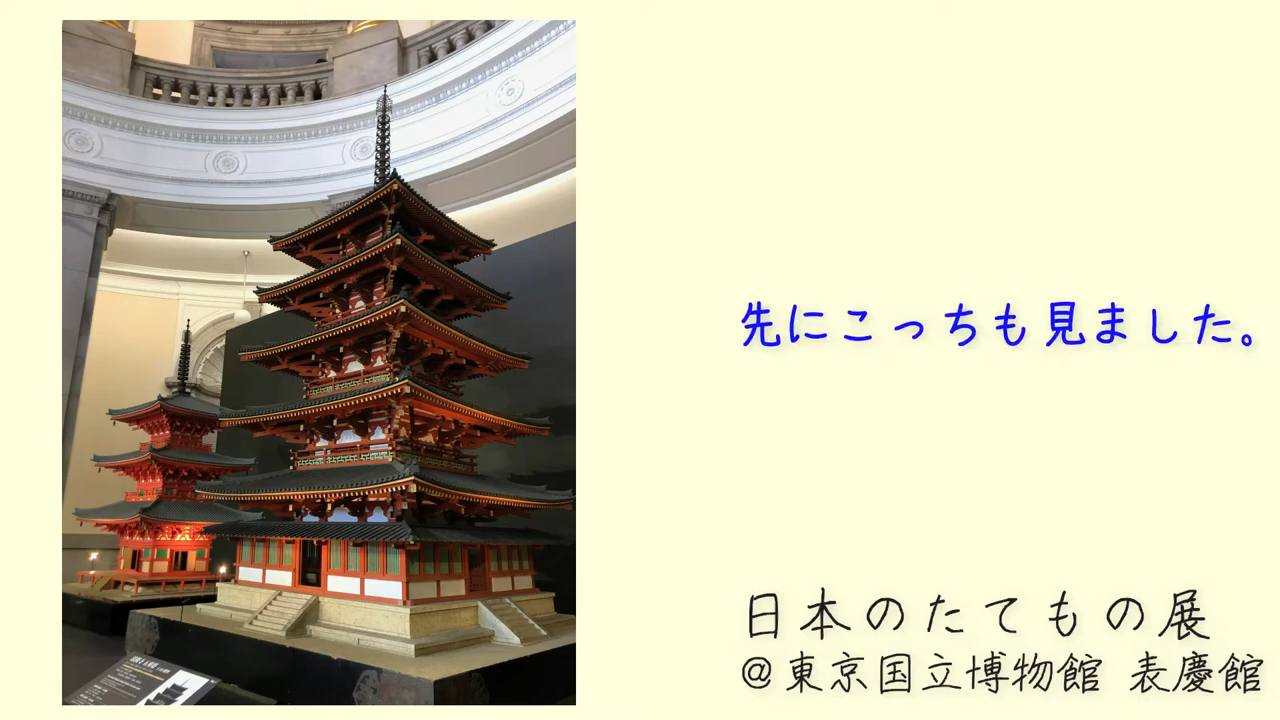 先にこっちも見ました。
日本のたてもの展
@東京国立博物館 表慶館